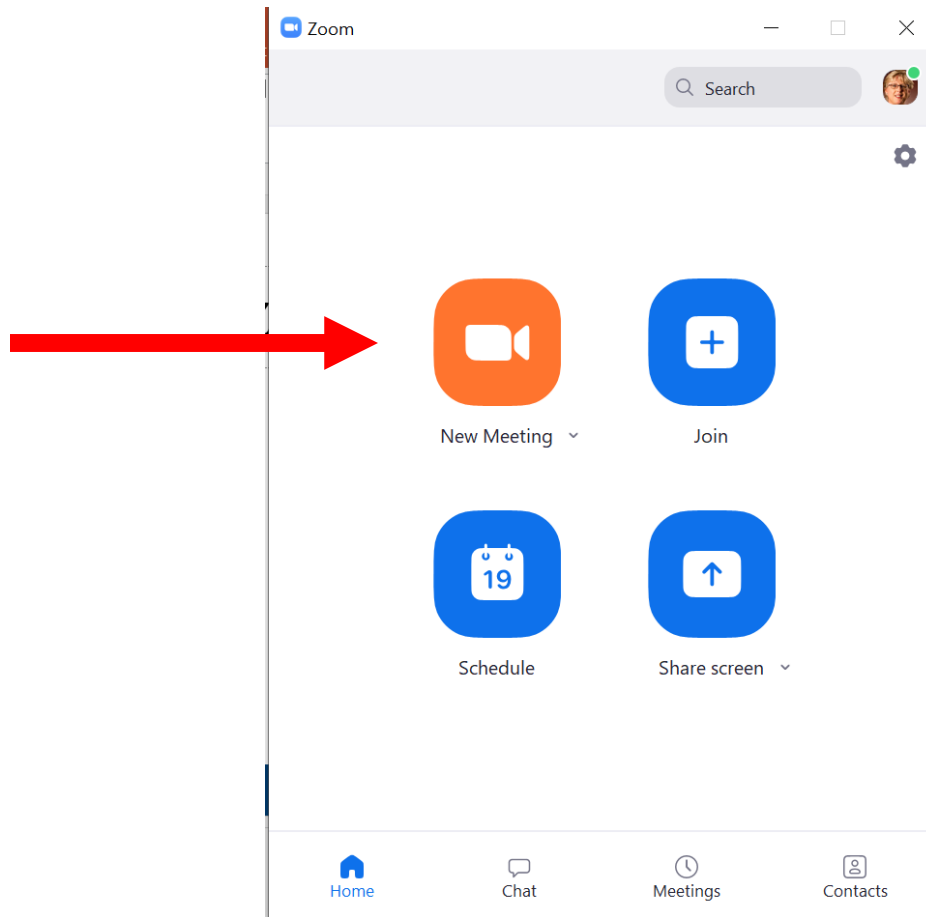 Zoom
Search
New Meeting
Join
19
Schedule
Share screen
Home
Chat
Meetings
Contacts